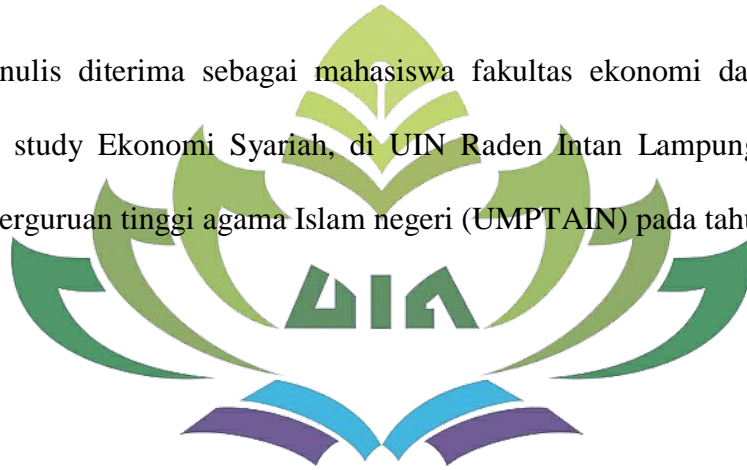 nulis diterima sebagai mahasiswa fakultas ekonomi da
study Ekonomi Syariah, di UIN Raden Intan Lampung
erguruan tinggi agama Islam negeri (UMPTAIN) pada tahu
UIN